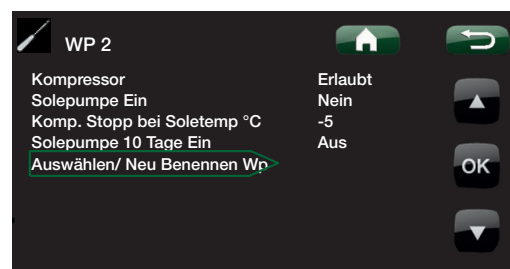 WP 2
Kompressor Erlaubt
Solepumpe Ein Nein
Komp. Stopp bei Soletemp °C -5
Solepumpe 10 Tage Ein Aus
Auswählen/ Neu Benennen Wp
OK